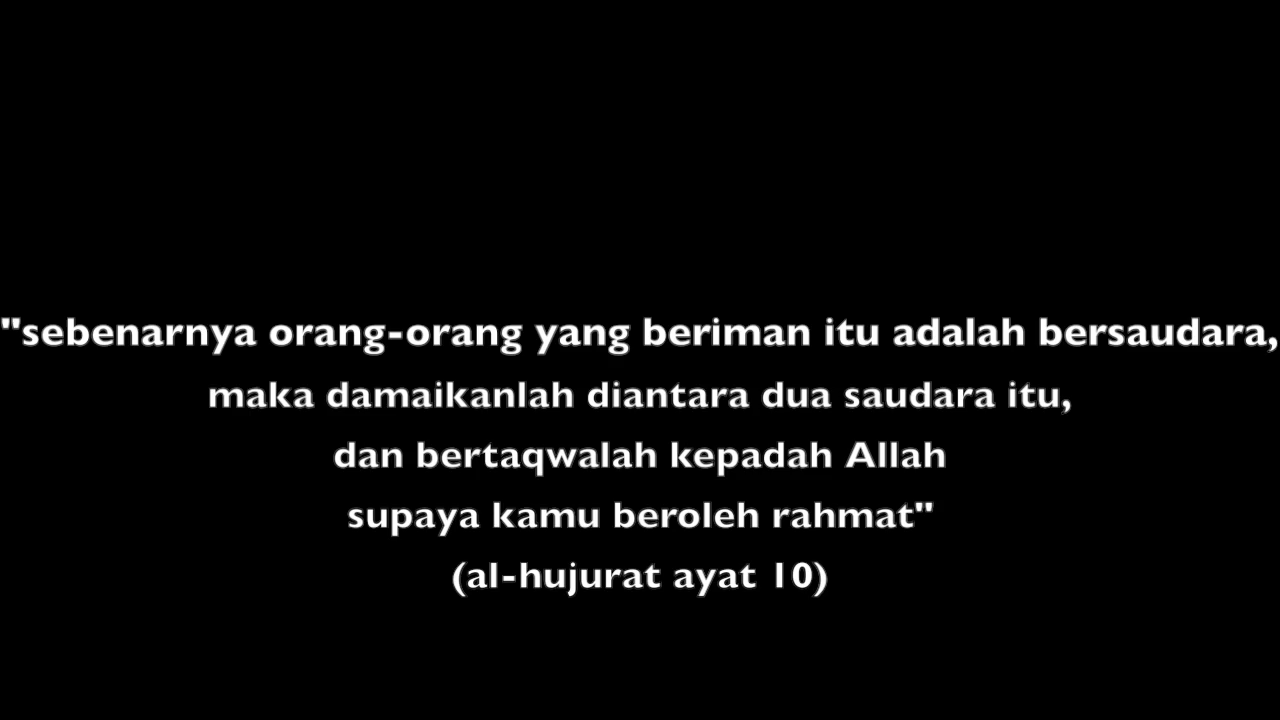 "sebenarnya orang-orang yang beriman itu adalah bersaudara,
maka damaikanlah diantara dua saudara itu,
dan bertaqwalah kepadah Allah
supaya kamu beroleh rahmat"
(al-hujurat ayat 10)